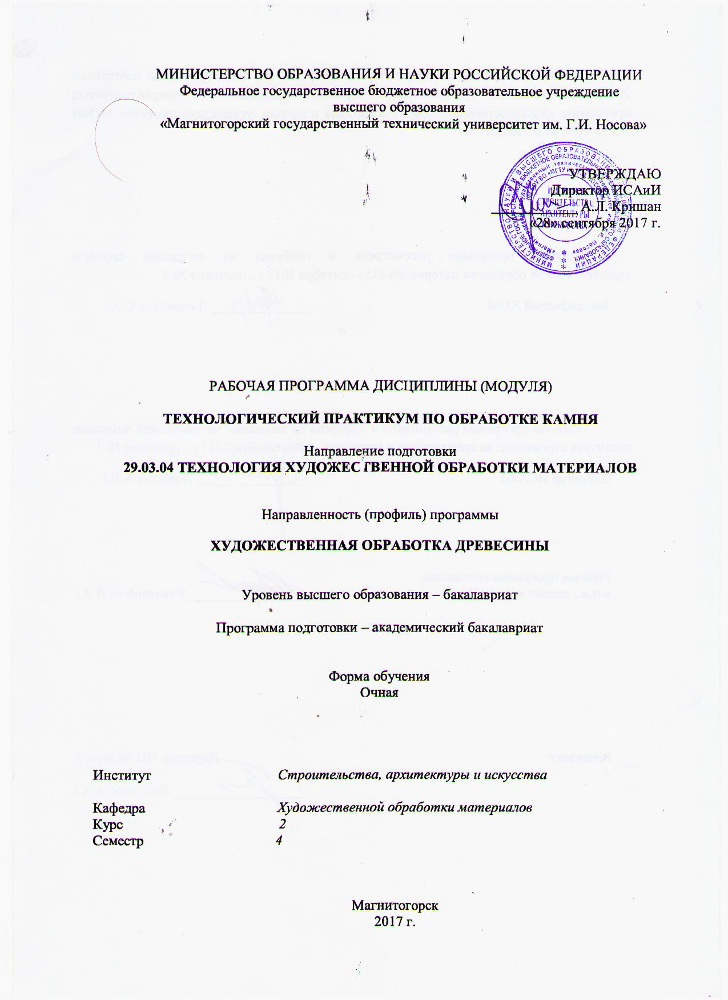 МИНИСТЕРСТВО ОБРАЗОВАНИЯ И НАУКИ РОССИЙСКОЙ ФЕДЕРАЦИИ
Федеральное государственное бюджетное образовательное учреждение
высшего образования
«Магнитогорский государственный технический университет им. Г.И. Носова»
УТВЕРЖДАЮ
Директор ИСАиИ
А.Л. Кришан
«28» сентября 2017 г.
РАБОЧАЯ ПРОГРАММА ДИСЦИПЛИНЫ (МОДУЛЯ)
ТЕХНОЛОГИЧЕСКИЙ ПРАКТИКУМ ПО ОБРАБОТКЕ КАМНЯ
Направление подготовки
29.03.04 ТЕХНОЛОГИЯ ХУДОЖЕСТВЕННОЙ ОБРАБОТКИ МАТЕРИАЛОВ
Направленность (профиль) программы
ХУДОЖЕСТВЕННАЯ ОБРАБОТКА ДРЕВЕСИНЫ
Уровень высшего образования – бакалавриат
Программа подготовки – академический бакалавриат
Форма обучения
Очная
Институт Строительства, архитектуры и искусства
Кафедра Художественной обработки материалов
Курс 2
Семестр 4
Магнитогорск
2017 г.